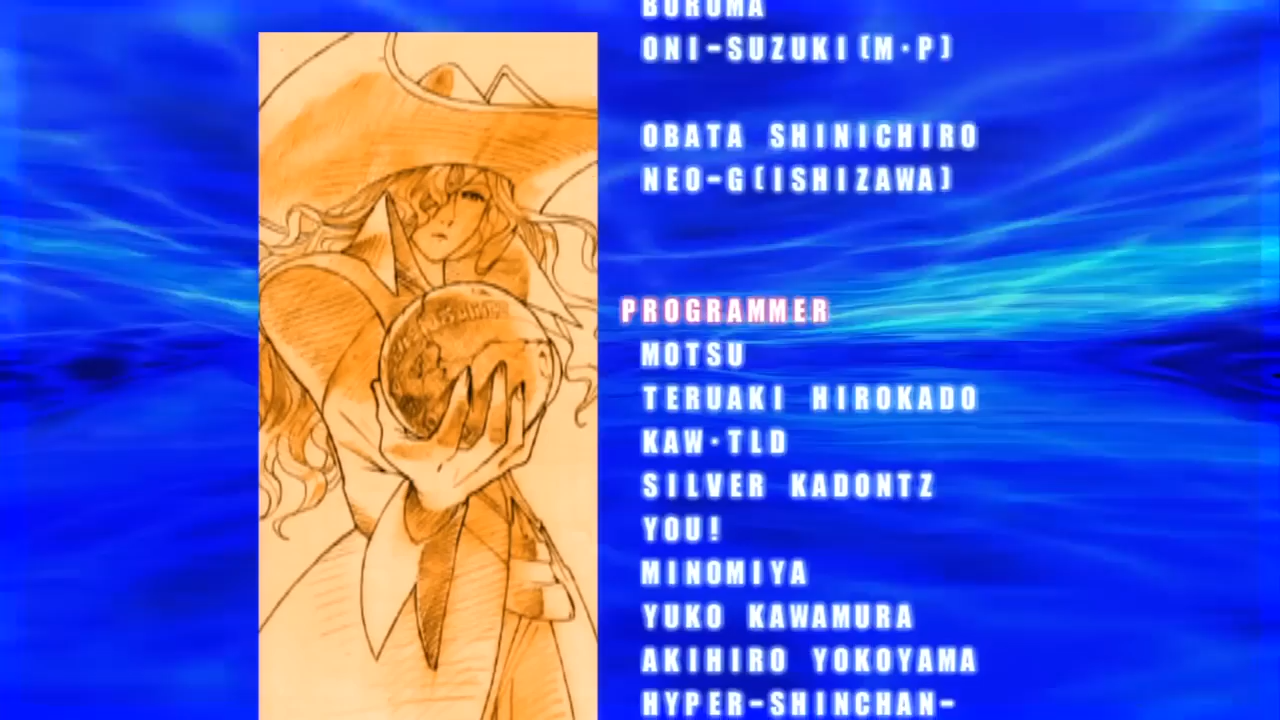 BORUMA
ONI-SUZUKI(M·P)
OBATA SHINICHIRO
NEO-G(ISHIZAWA)
PROGRAMMER
MOTSU
TERUAKI HIROKADO
KAW·TLD
SILVER KADONTZ
YOU!
MINOMIYA
YUKO KAWAMURA
AKIHIRO YOKOYAMA
HYPER-SHINCHAN-